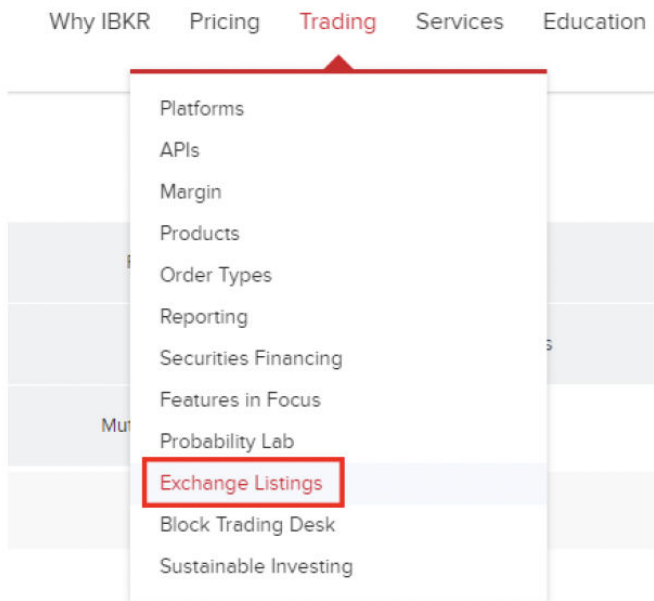 Why IBKR Pricing Trading Services Education
Platforms
APIs
Margin
Products
Order Types
Reporting
s
Securities Financing
Features in Focus
Mut
Probability Lab
Exchange Listings
Block Trading Desk
Sustainable Investing